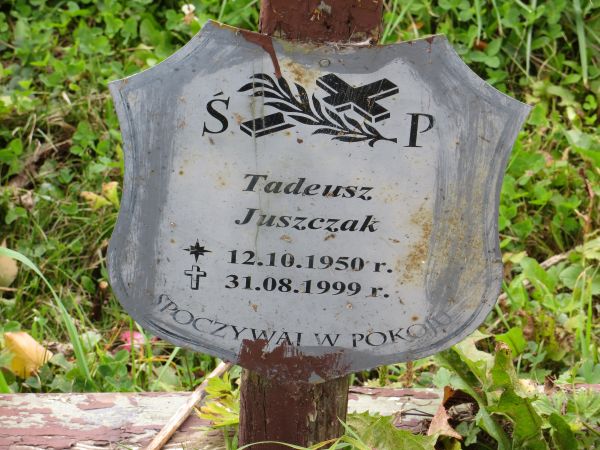 Ś P
Tadeusz
Juszczak
12.10.1950 r.
31.08.1999 r.
SPOCZYWAJ W POKOJU